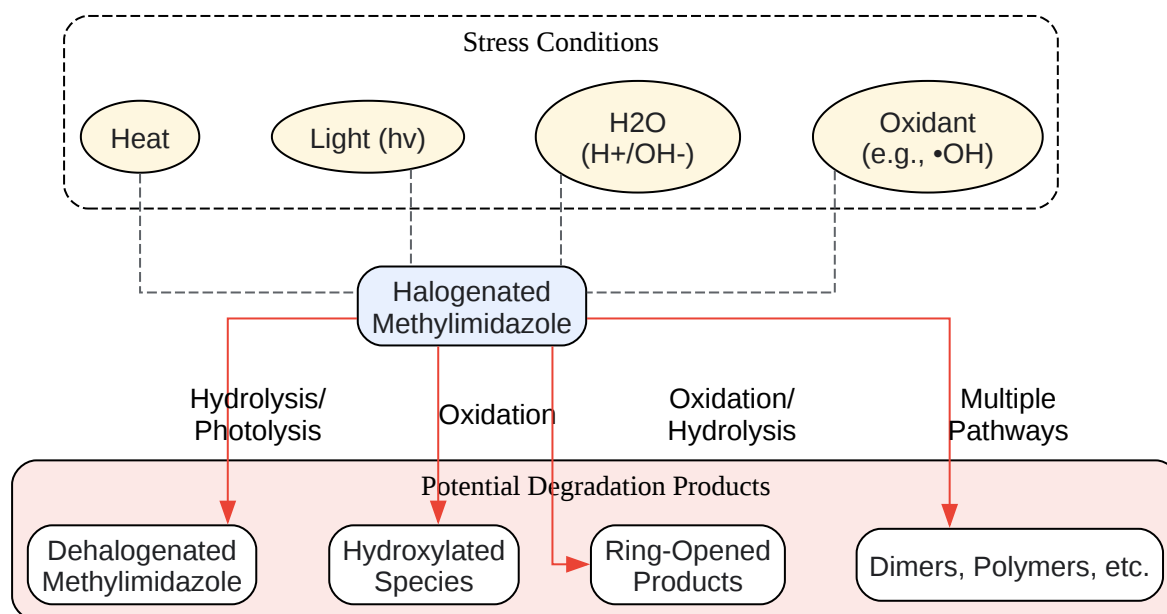 Stress Conditions
Heat
Light (hv)
H2O
(H+/OH-)
Oxidant
(e.g., •OH)
Halogenated
Methylimidazole
Hydrolysis/
Photolysis
Oxidation
Oxidation/
Hydrolysis
Multiple
Pathways
Potential Degradation Products
Dehalogenated
Methylimidazole
Hydroxylated
Species
Ring-Opened
Products
Dimers, Polymers, etc.